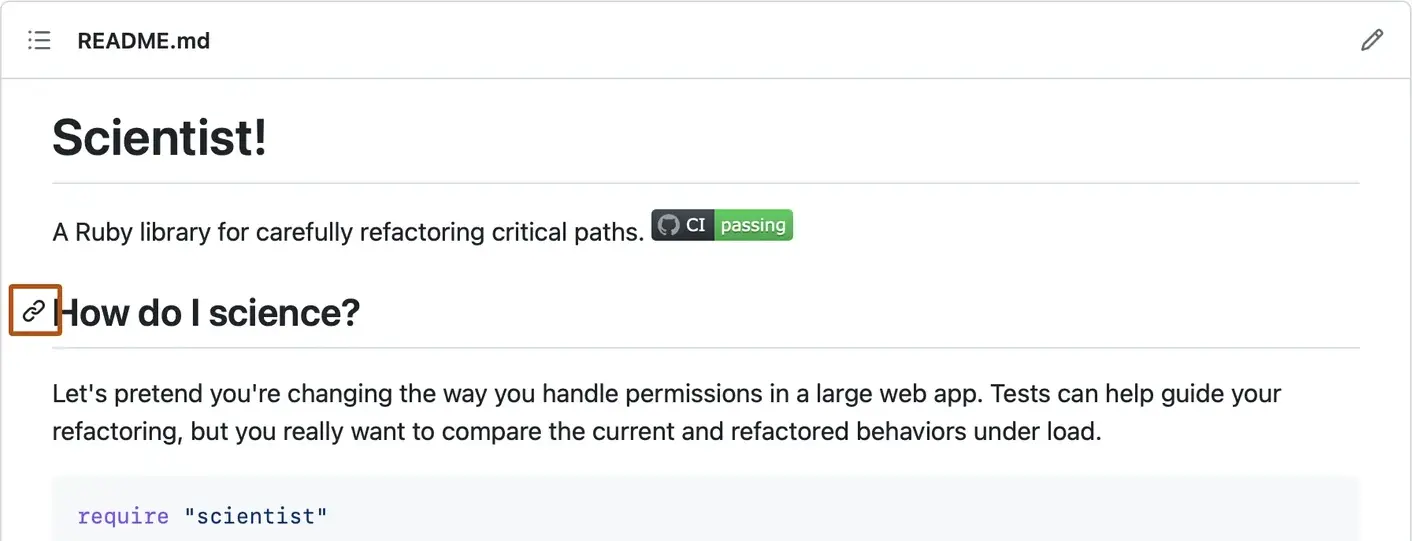 README.md
Scientist!
A Ruby library for carefully refactoring critical paths. CI passing
How do I science?
Let's pretend you're changing the way you handle permissions in a large web app. Tests can help guide your
refactoring, but you really want to compare the current and refactored behaviors under load.
require "scientist"